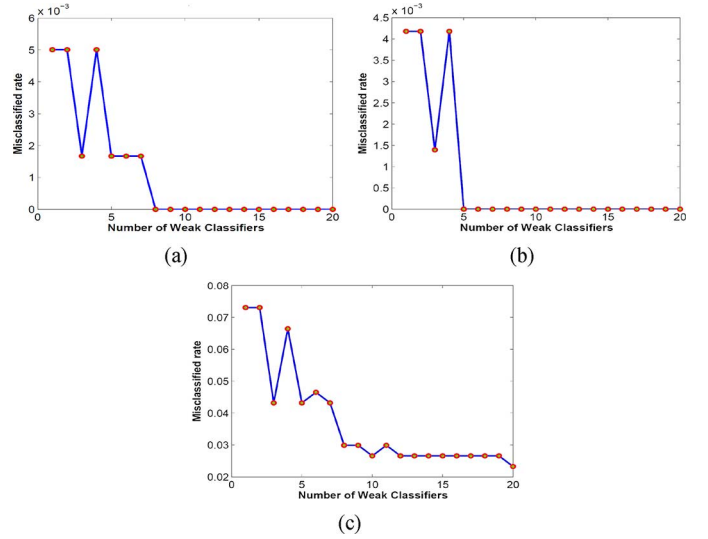 × 10⁻³
6
5
4
3
2
1
0
Misclassified rate
0 5 10 15 20
Number of Weak Classifiers
(a)
× 10⁻³
4.5
4
3.5
3
2.5
2
1.5
1
0.5
0
Misclassified rate
0 5 10 15 20
Number of Weak Classifiers
(b)
0.08
0.07
0.06
0.05
0.04
0.03
0.02
Misclassified rate
0 5 10 15 20
Number of Weak Classifiers
(c)